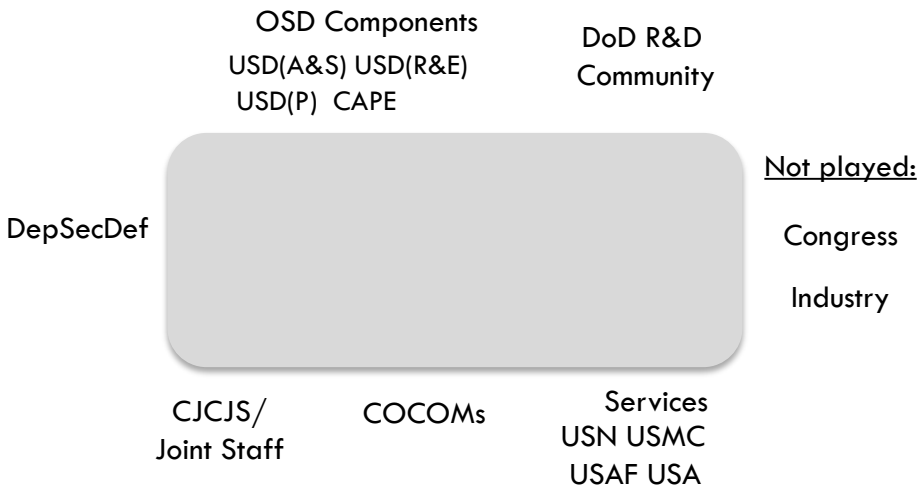 OSD Components
USD(A&S) USD(R&E)
USD(P) CAPE
DoD R&D
Community
Not played:
DepSecDef
Congress
Industry
CJCJS/
Joint Staff
COCOMs
Services
USN USMC
USAF USA